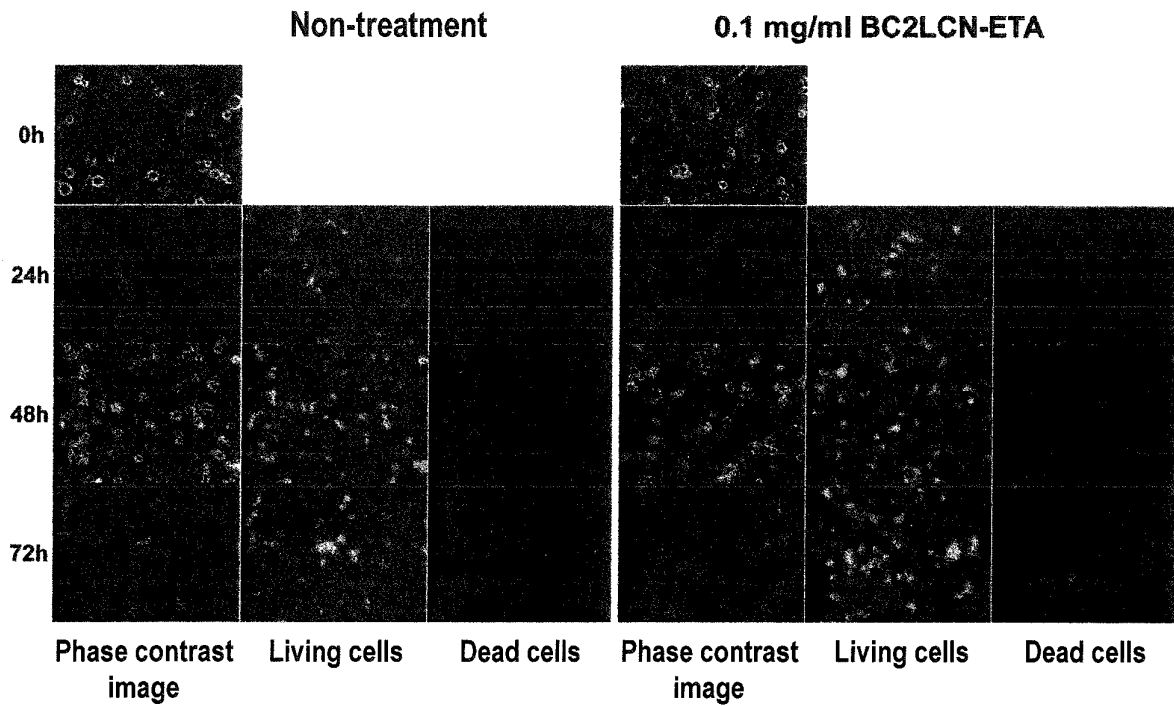 Non-treatment
0.1 mg/ml BC2LCN-ETA
0h
24h
48h
72h
Phase contrast image
Living cells
Dead cells
Phase contrast image
Living cells
Dead cells